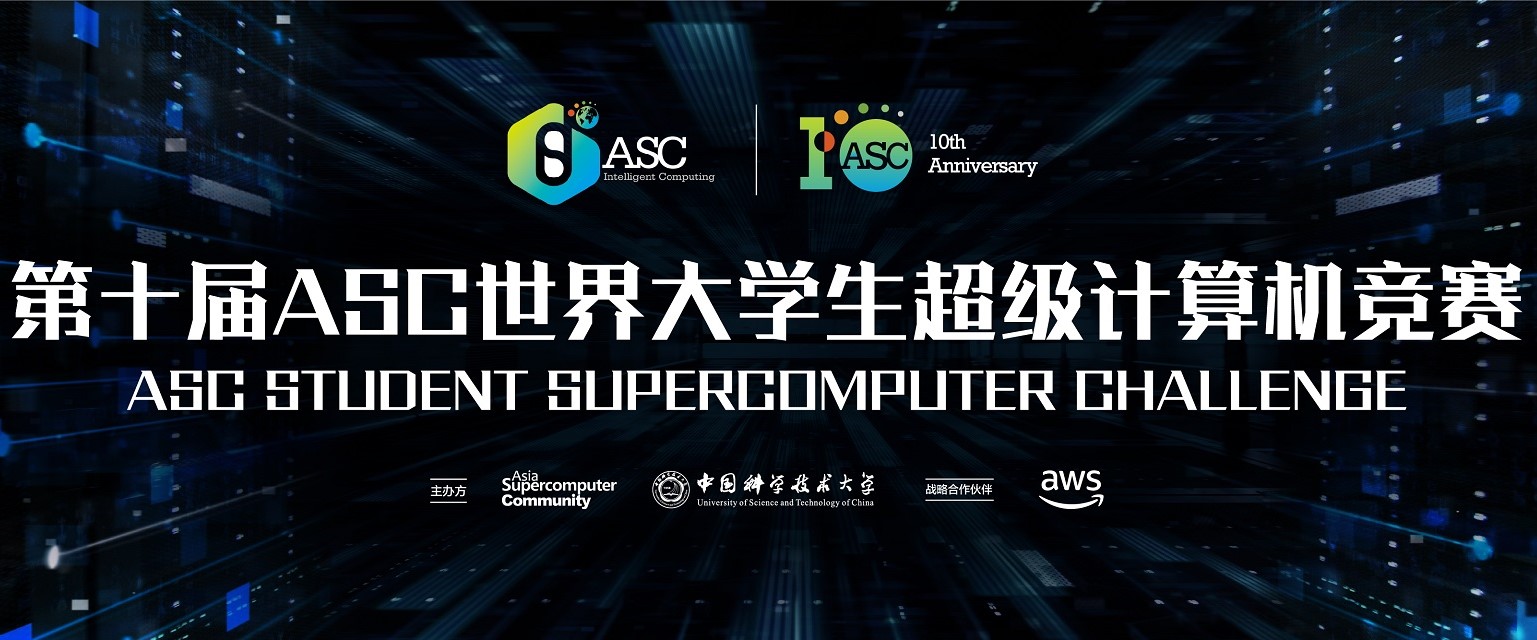 ASC
Intelligent Computing
10 ASC
10th
Anniversary
第十届ASC世界大学生超级计算机竞赛
ASC STUDENT SUPERCOMPUTER CHALLENGE
主办方
Asia
Supercomputer
Community
中国科学技术大学
University of Science and Technology of China
战略合作伙伴
aws